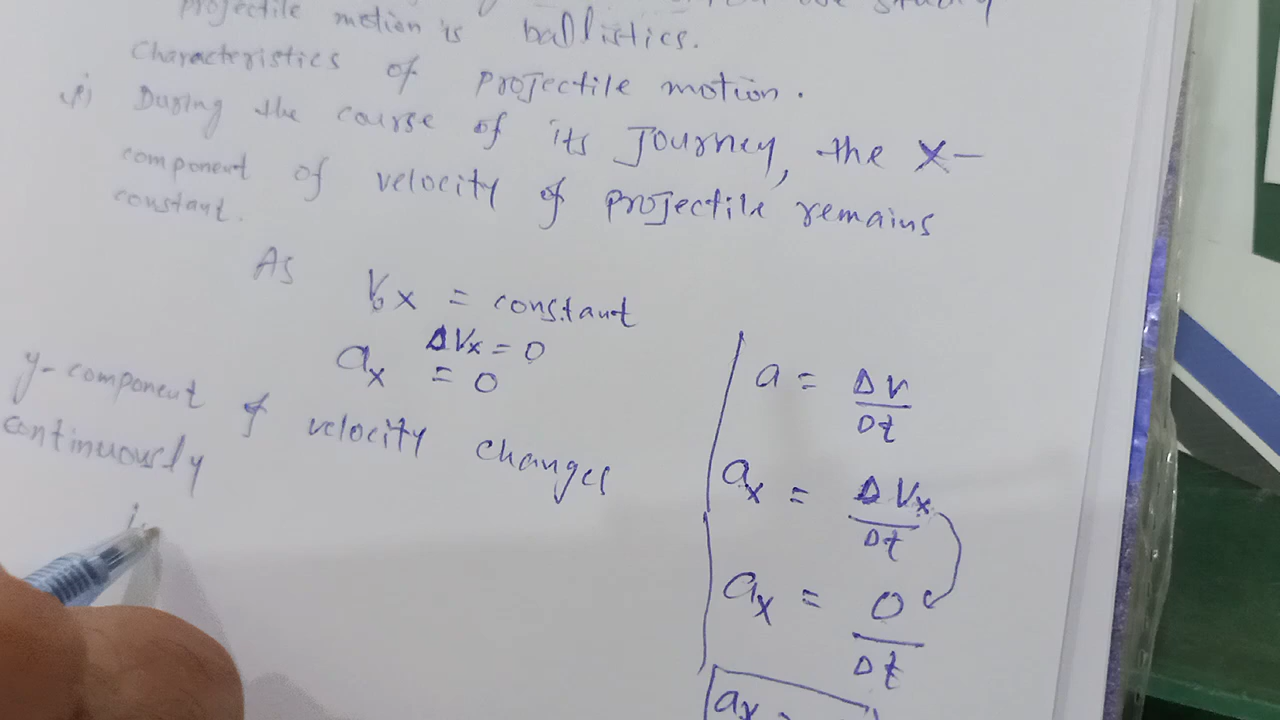 projectile motion is ballistics.
Characteristics of projectile motion.
i) During the course of its Journey, the x-
component of velocity of projectile remains
constant.
As
Vx = constant
ΔVx = 0
ax = 0
y-component of velocity changes
continuously
a = Δv / Δt
ax = ΔVx / Δt
ax = 0 / Δt
ax =